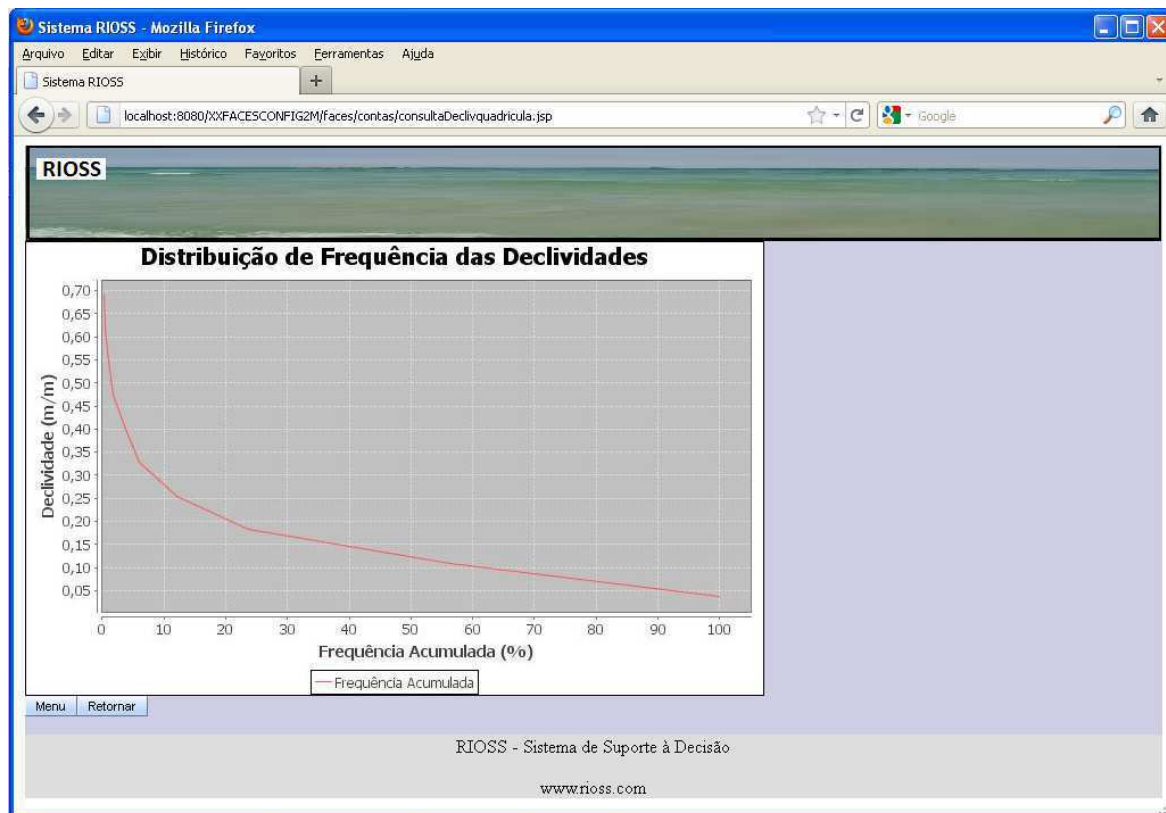 Sistema RIOSS - Mozilla Firefox
Arquivo Editar Exibir Histórico Favoritos Ferramentas Ajuda
Sistema RIOSS +
localhost:8080/XXFACESCONFIG2M/faces/contas/consultaDeclivquadricula.jsp Google
RIOSS
Distribuição de Frequência das Declividades
Declividade (m/m)
0,70
0,65
0,60
0,55
0,50
0,45
0,40
0,35
0,30
0,25
0,20
0,15
0,10
0,05
0 10 20 30 40 50 60 70 80 90 100
Frequência Acumulada (%)
Frequência Acumulada
Menu Retornar
RIOSS - Sistema de Suporte à Decisão
www.rioss.com